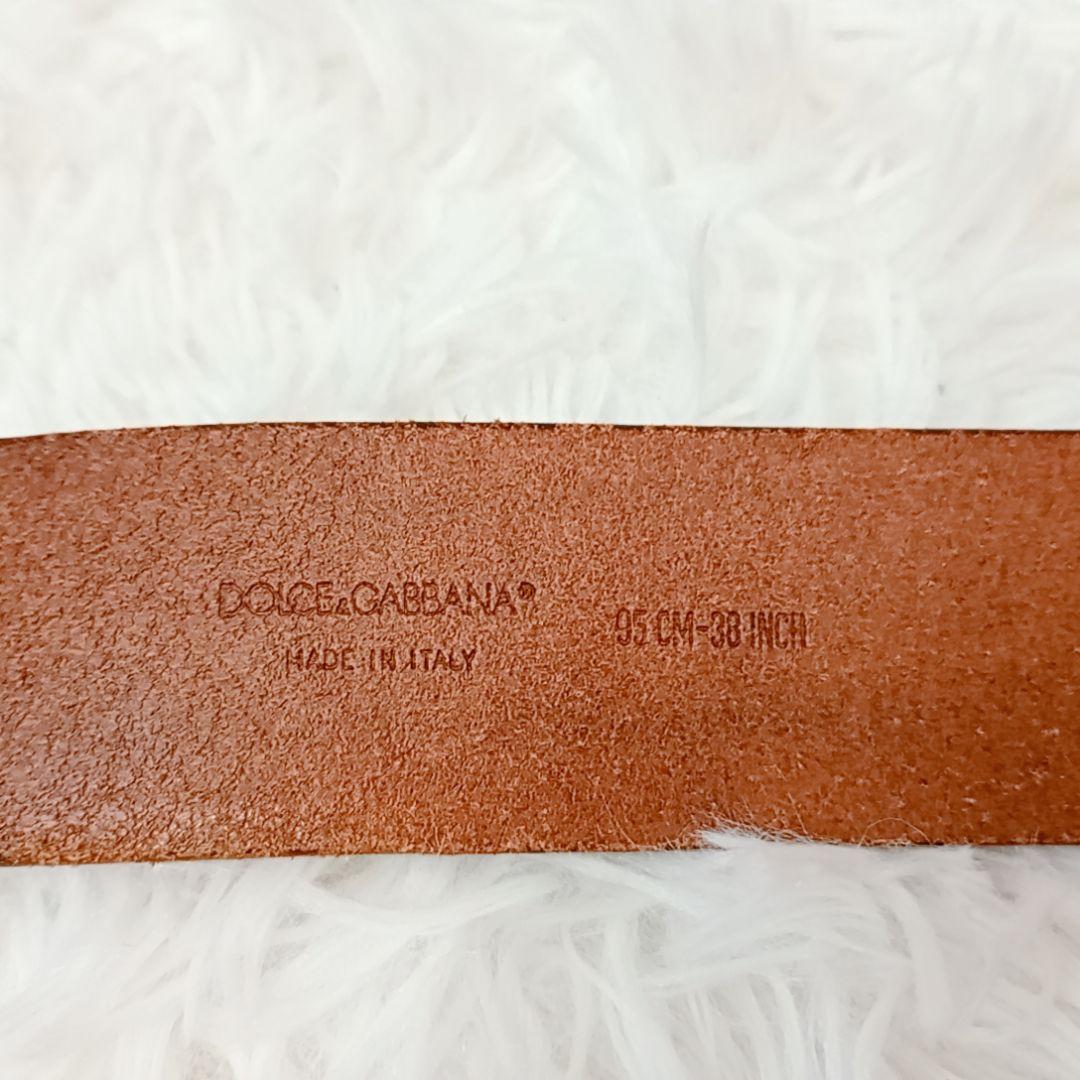 DOLCE&GABBANA®
MADE IN ITALY
95 CM-38 INCH